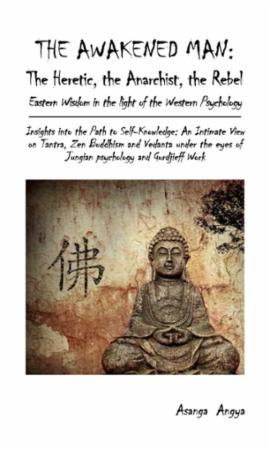 THE AWAKENED MAN:
The Heretic, the Anarchist, the Rebel
Eastern Wisdom in the light of the Western Psychology
Insights into the Path to Self-Knowledge: An Intimate View
on Tantra, Zen Buddhism and Vedanta under the eyes of
Jungian psychology and Gurdjieff Work
佛
Asanga Angya